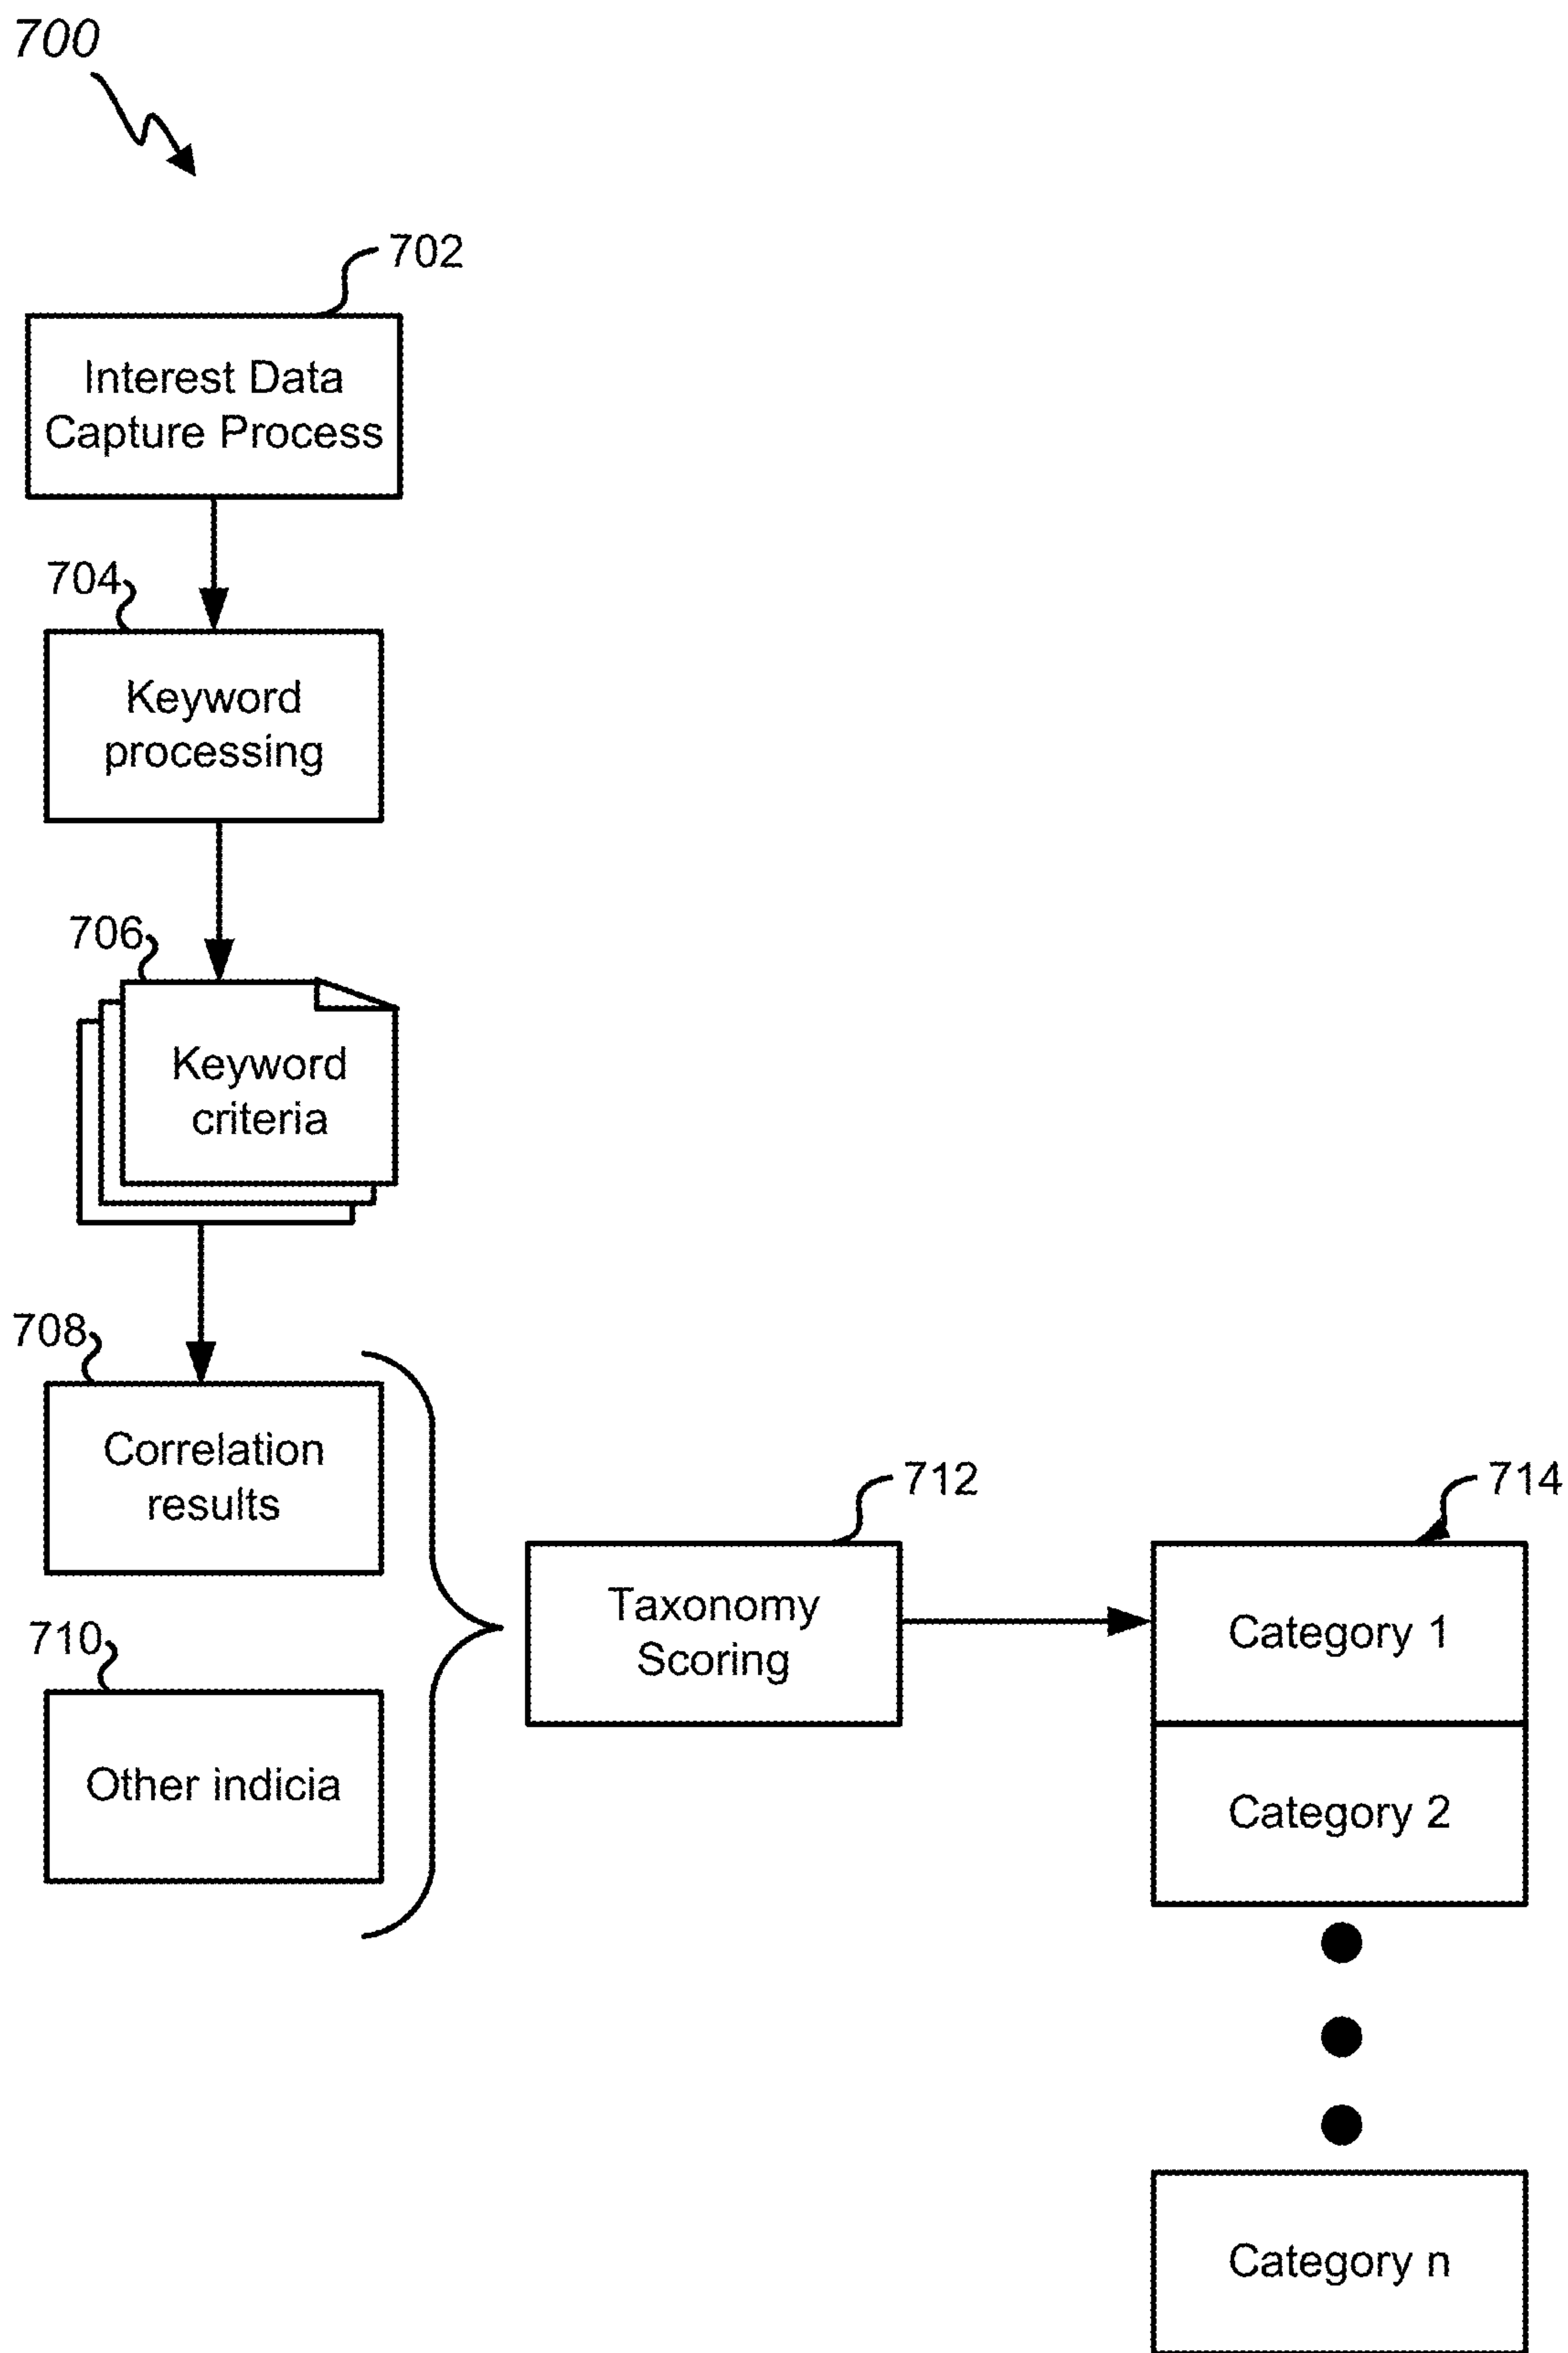 700
702
Interest Data
Capture Process
704
Keyword
processing
706
Keyword
criteria
708
Correlation
results
710
Other indicia
712
Taxonomy
Scoring
714
Category 1
Category 2
Category n